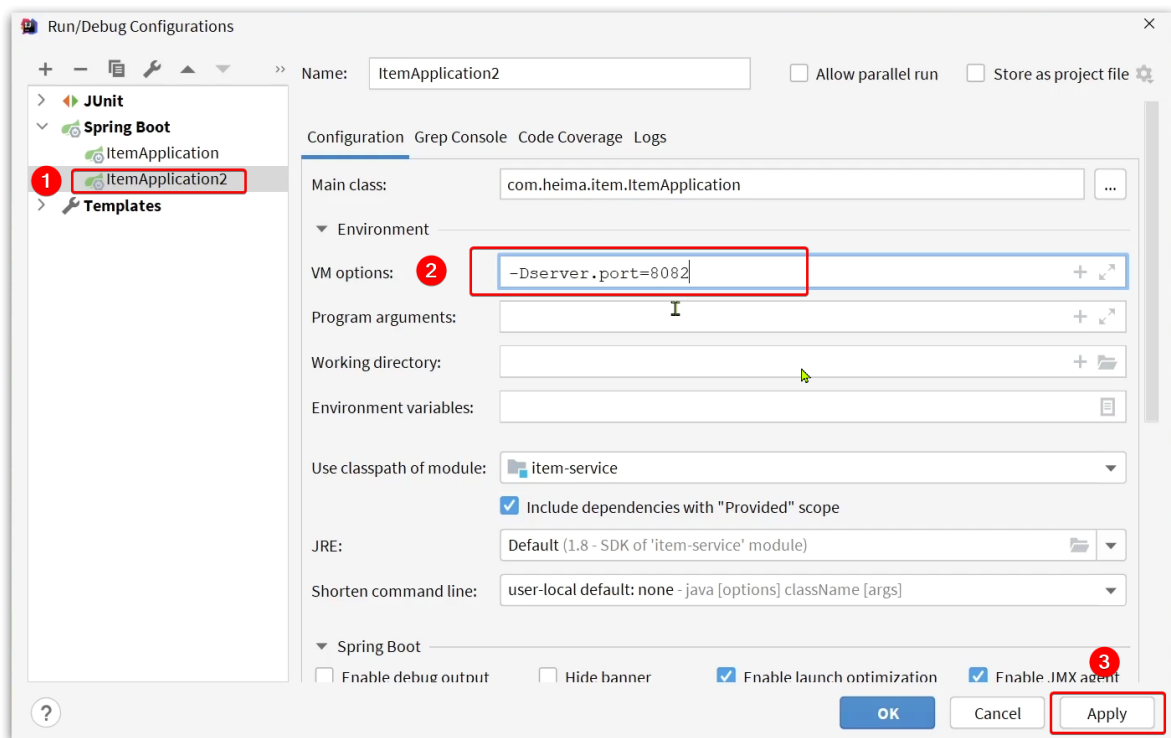 Run/Debug Configurations
Name: ItemApplication2 Allow parallel run Store as project file
JUnit
Spring Boot
ItemApplication
1 ItemApplication2
Templates
Configuration Grep Console Code Coverage Logs
Main class: com.heima.item.ItemApplication ...
Environment
VM options: 2 -Dserver.port=8082
Program arguments:
Working directory:
Environment variables:
Use classpath of module: item-service
Include dependencies with "Provided" scope
JRE: Default (1.8 - SDK of 'item-service' module)
Shorten command line: user-local default: none - java [options] className [args]
Spring Boot
3
Enable debug output Hide banner Enable launch optimization Enable JMX agent
? OK Cancel Apply